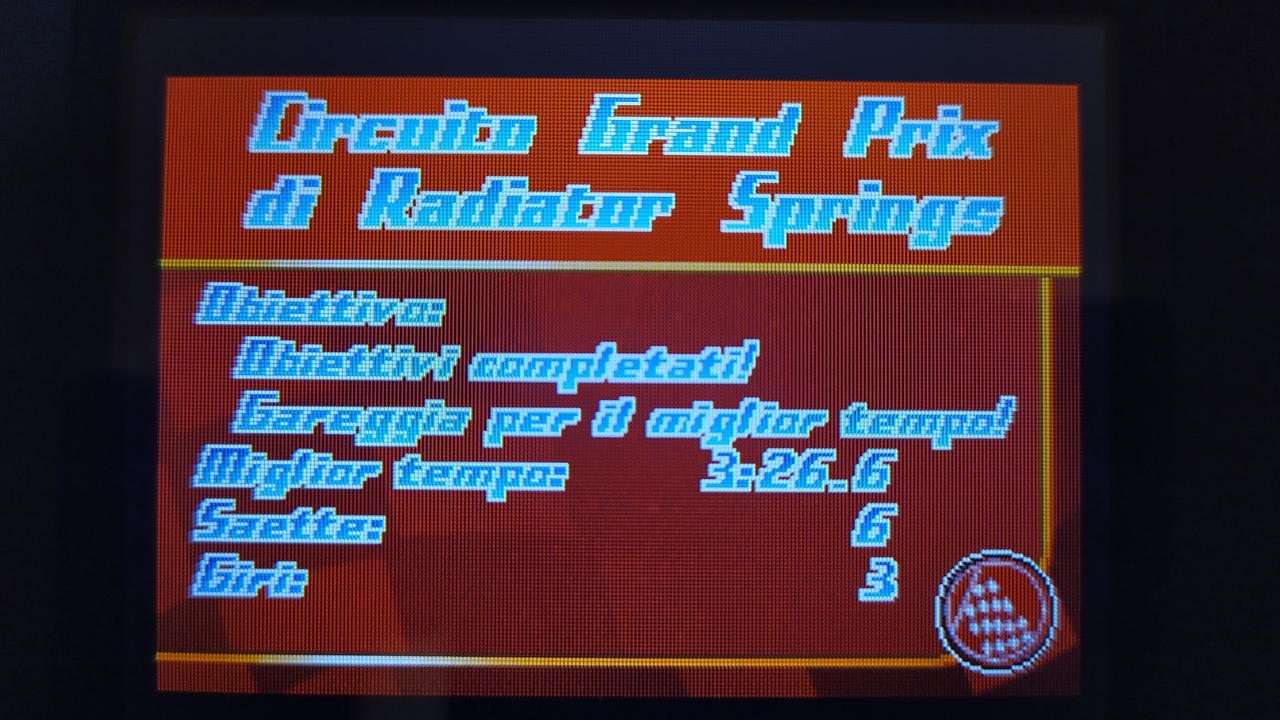 Circuito Grand Prix
di Radiator Springs
Obiettivo:
Obiettivi completati!
Gareggia per il miglior tempo!
Miglior tempo: 3:26.6
Saette: 6
Giri: 3